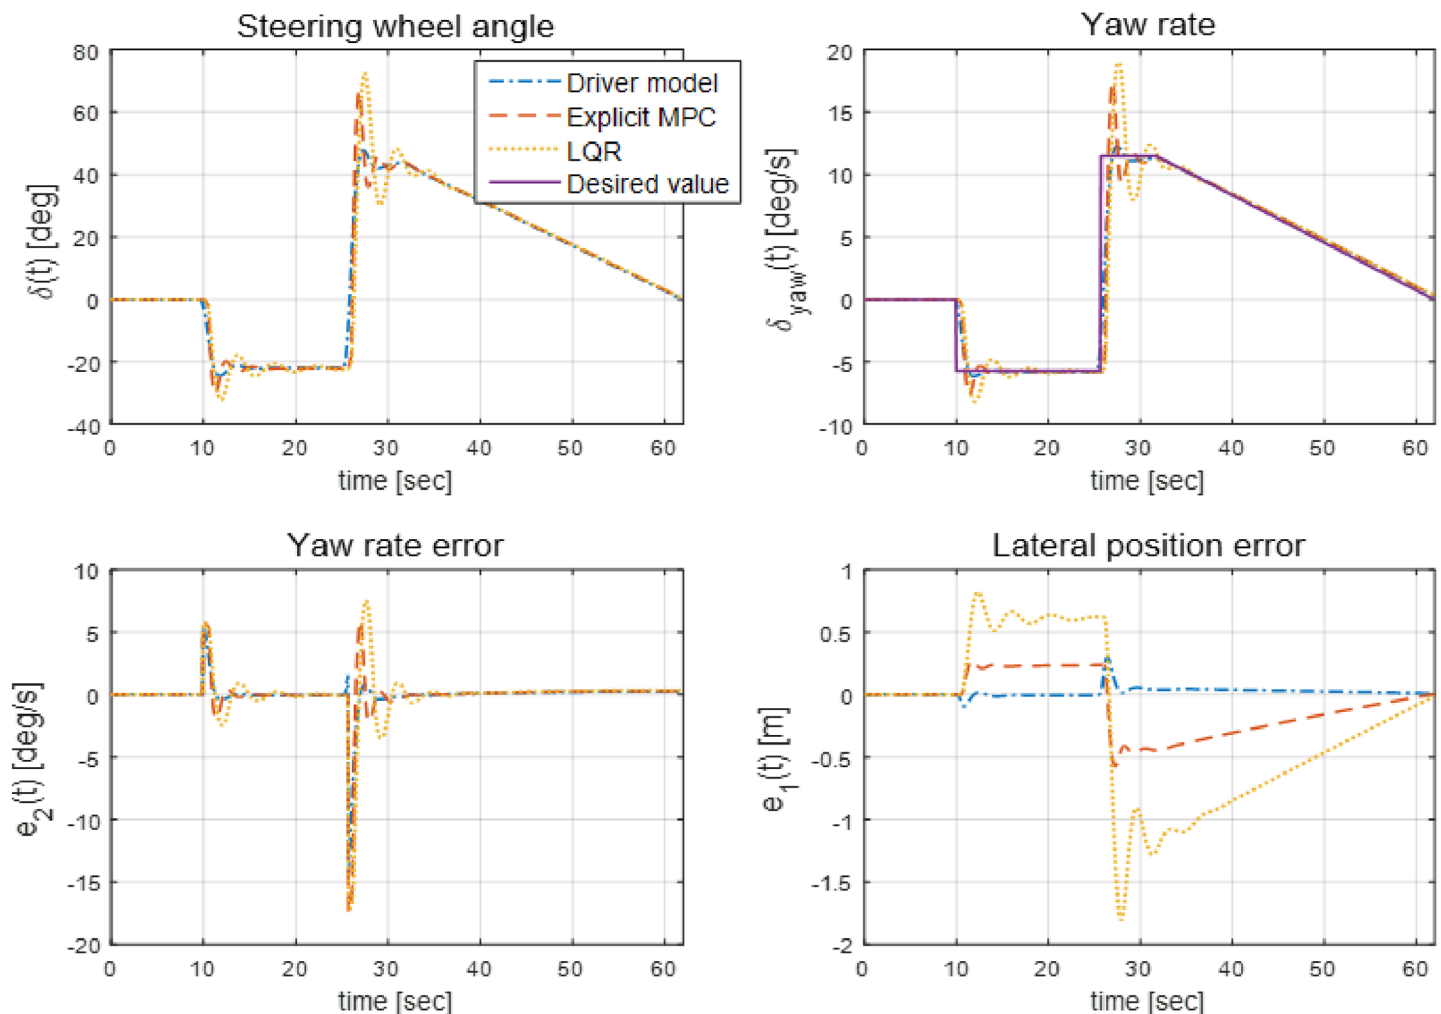 Steering wheel angle
80
60
40
20
0
-20
-40
δ(t) [deg]
0 10 20 30 40 50 60
time [sec]
Driver model
Explicit MPC
LQR
Desired value
Yaw rate
20
15
10
5
0
-5
-10
δyaw(t) [deg/s]
0 10 20 30 40 50 60
time [sec]
Yaw rate error
10
5
0
-5
-10
-15
-20
e2(t) [deg/s]
0 10 20 30 40 50 60
time [sec]
Lateral position error
1
0.5
0
-0.5
-1
-1.5
-2
e1(t) [m]
0 10 20 30 40 50 60
time [sec]